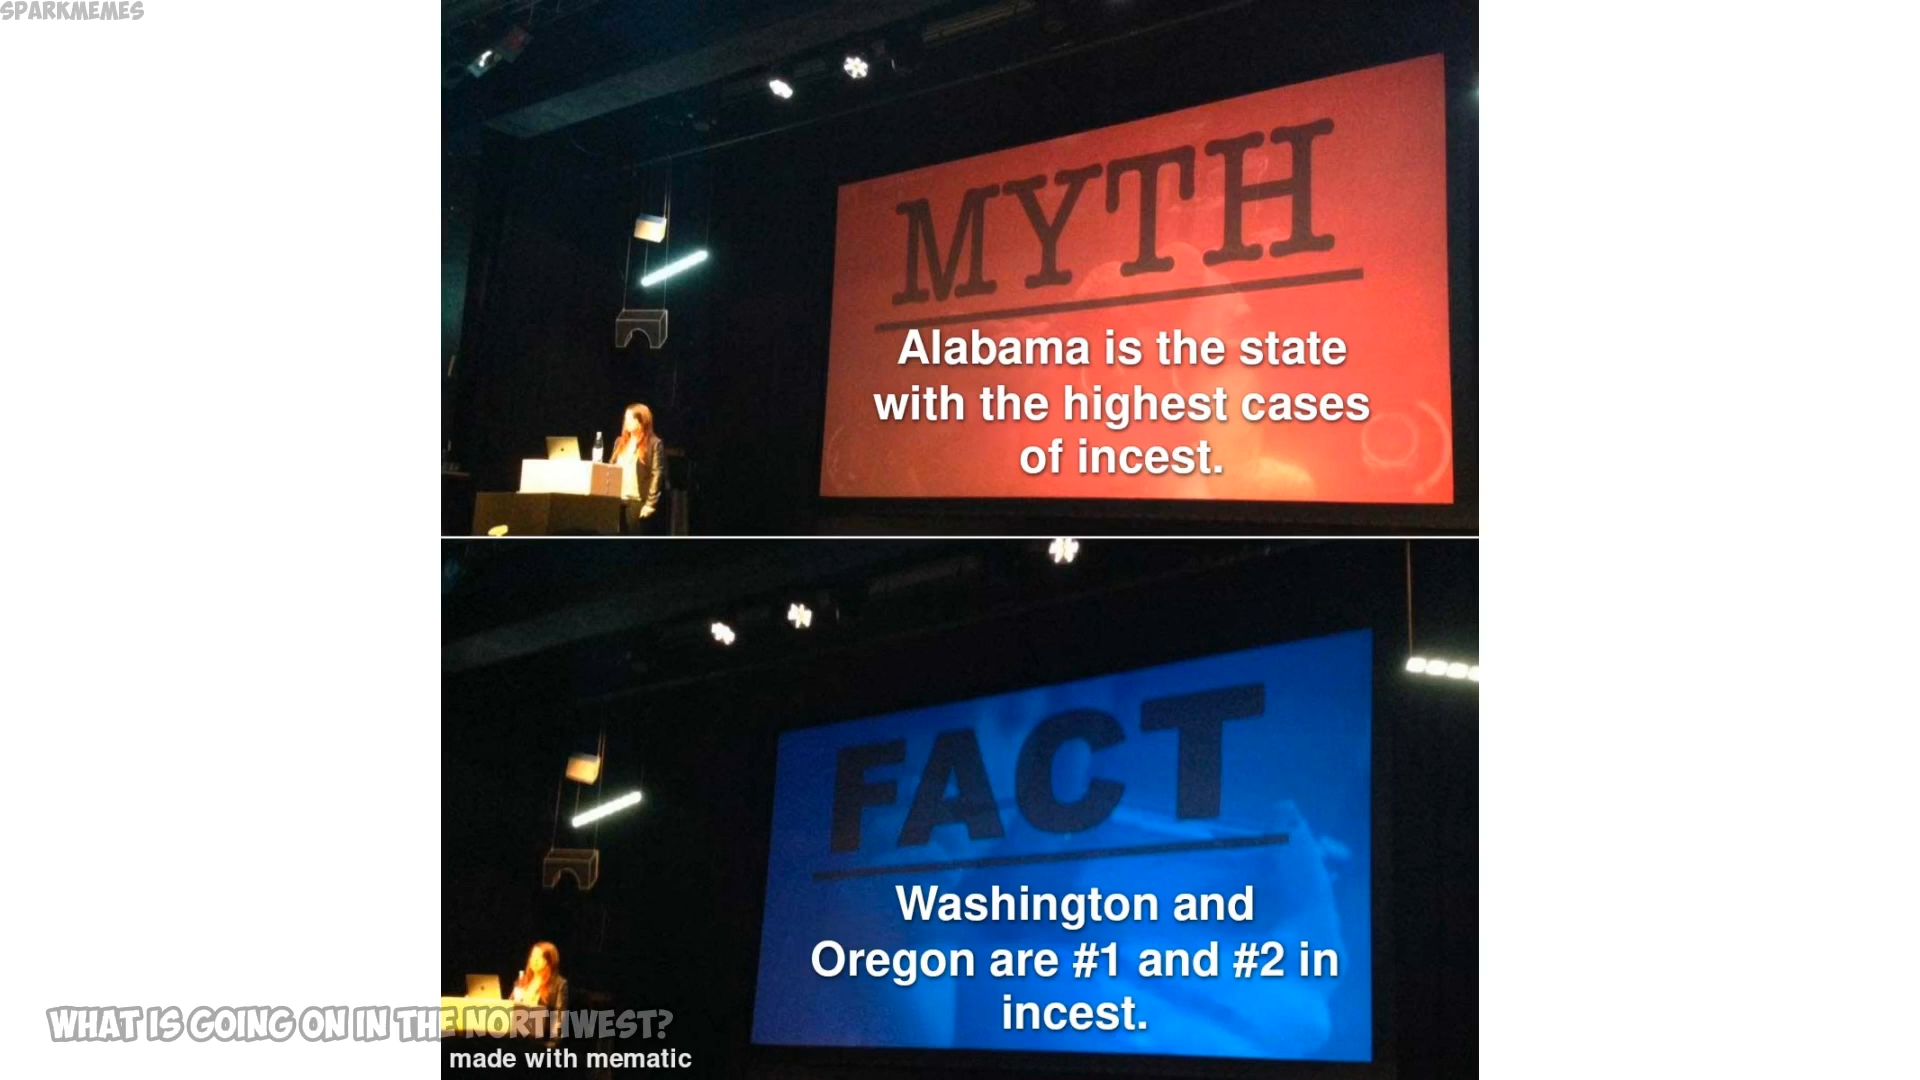 SPARKMEMES
MYTH
Alabama is the state
with the highest cases
of incest.
FACT
Washington and
Oregon are #1 and #2 in
incest.
WHAT IS GOING ON IN THE NORTHWEST?
made with mematic